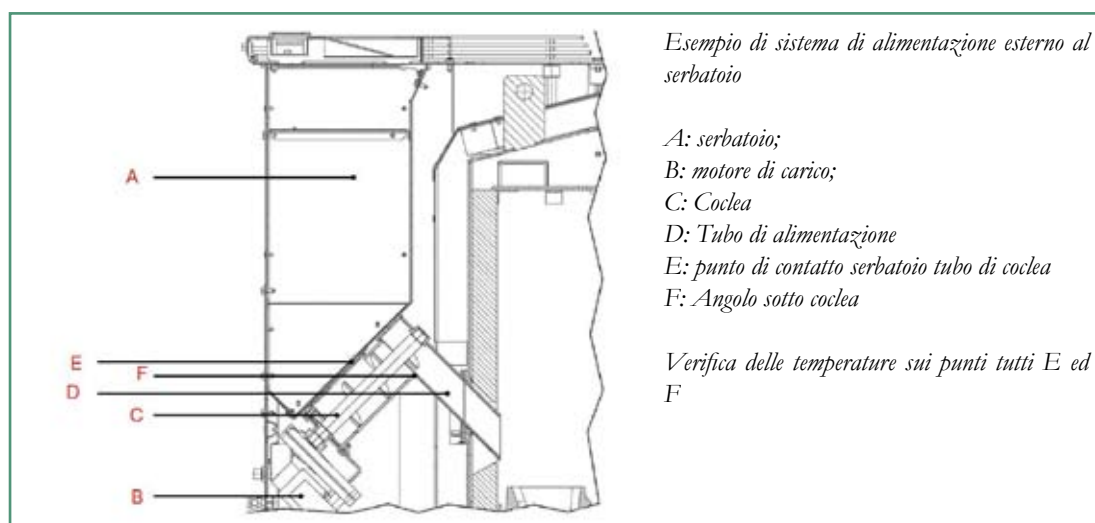 Esempio di sistema di alimentazione esterno al
serbatoio
A: serbatoio;
B: motore di carico;
C: Coclea
D: Tubo di alimentazione
E: punto di contatto serbatoio tubo di coclea
F: Angolo sotto coclea
Verifica delle temperature sui punti tutti E ed
F
A
E
F
D
C
B